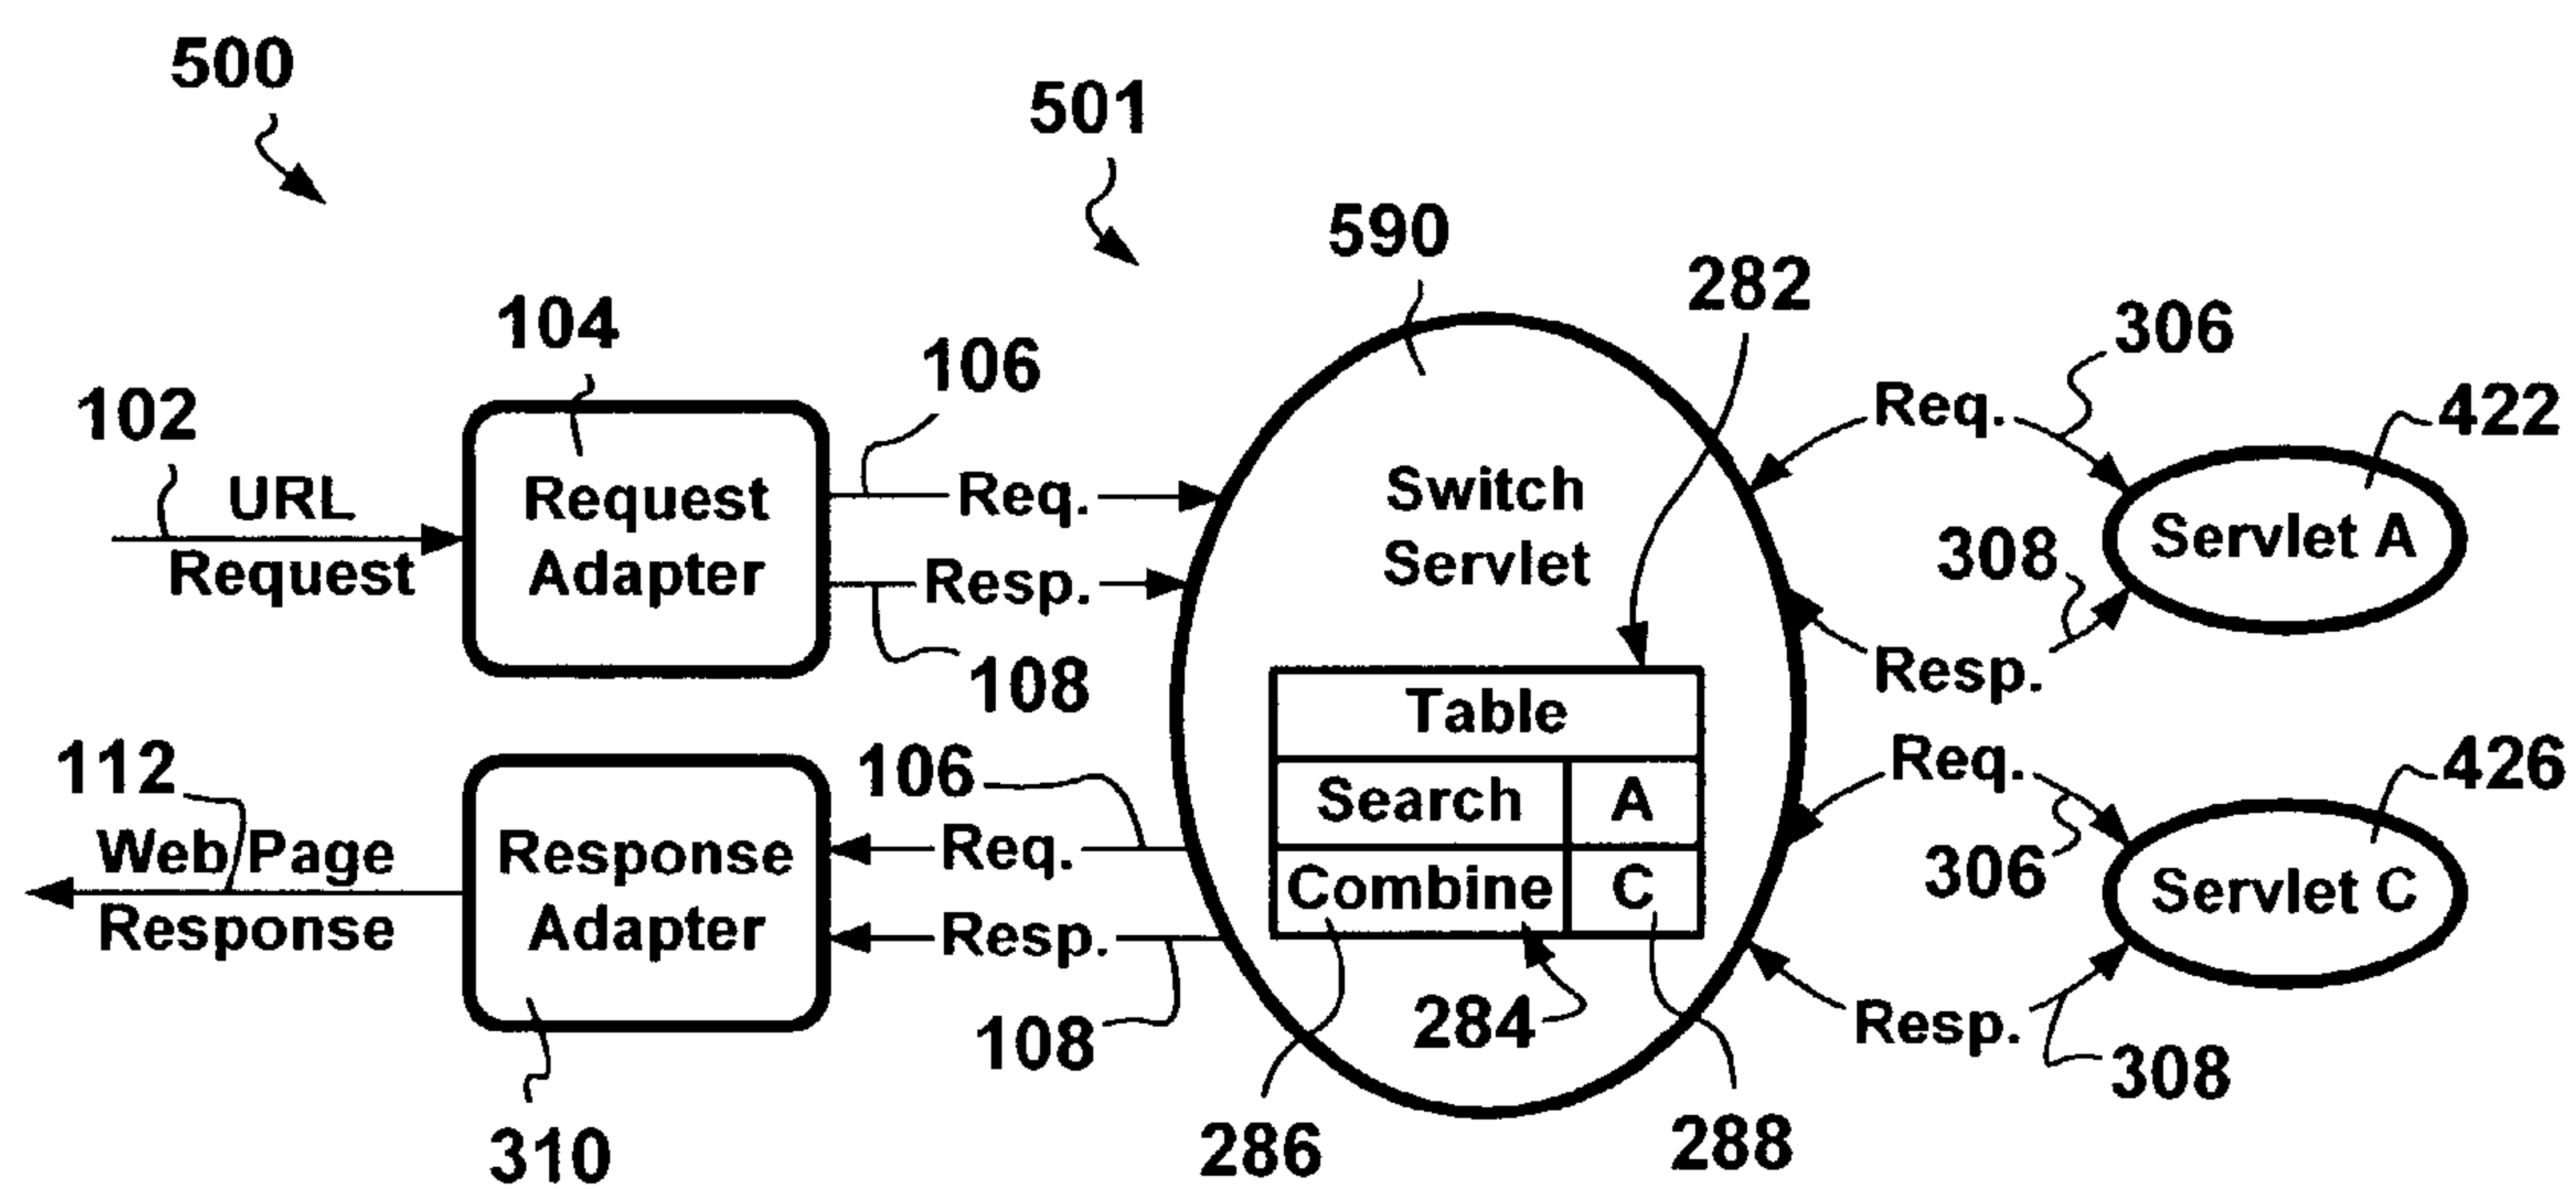 500
501
590
282
306
104
106
Req.
422
102
URL
Request
Request
Adapter
Req.
Resp.
108
Switch
Servlet
308
Servlet A
Resp.
Table
Search A
Combine C
112
Web Page
Response
Response
Adapter
106
Req.
Resp.
108
Req.
426
306
Servlet C
284
Resp.
308
310
286
288